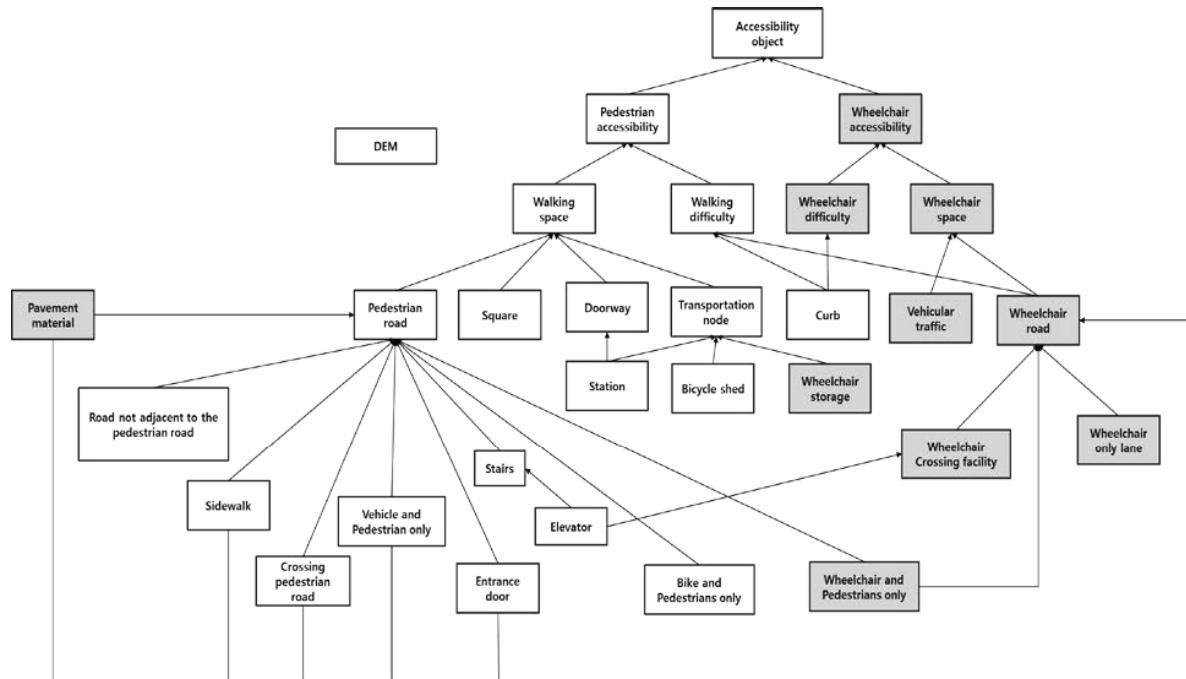 Accessibility
object
Pedestrian
accessibility
Wheelchair
accessibility
DEM
Walking
space
Walking
difficulty
Wheelchair
difficulty
Wheelchair
space
Pavement
material
Pedestrian
road
Square
Doorway
Transportation
node
Curb
Vehicular
traffic
Wheelchair
road
Station
Bicycle shed
Wheelchair
storage
Road not adjacent to the
pedestrian road
Wheelchair
Crossing facility
Wheelchair
only lane
Stairs
Sidewalk
Vehicle and
Pedestrian only
Elevator
Crossing
pedestrian
road
Entrance
door
Bike and
Pedestrians only
Wheelchair and
Pedestrians only